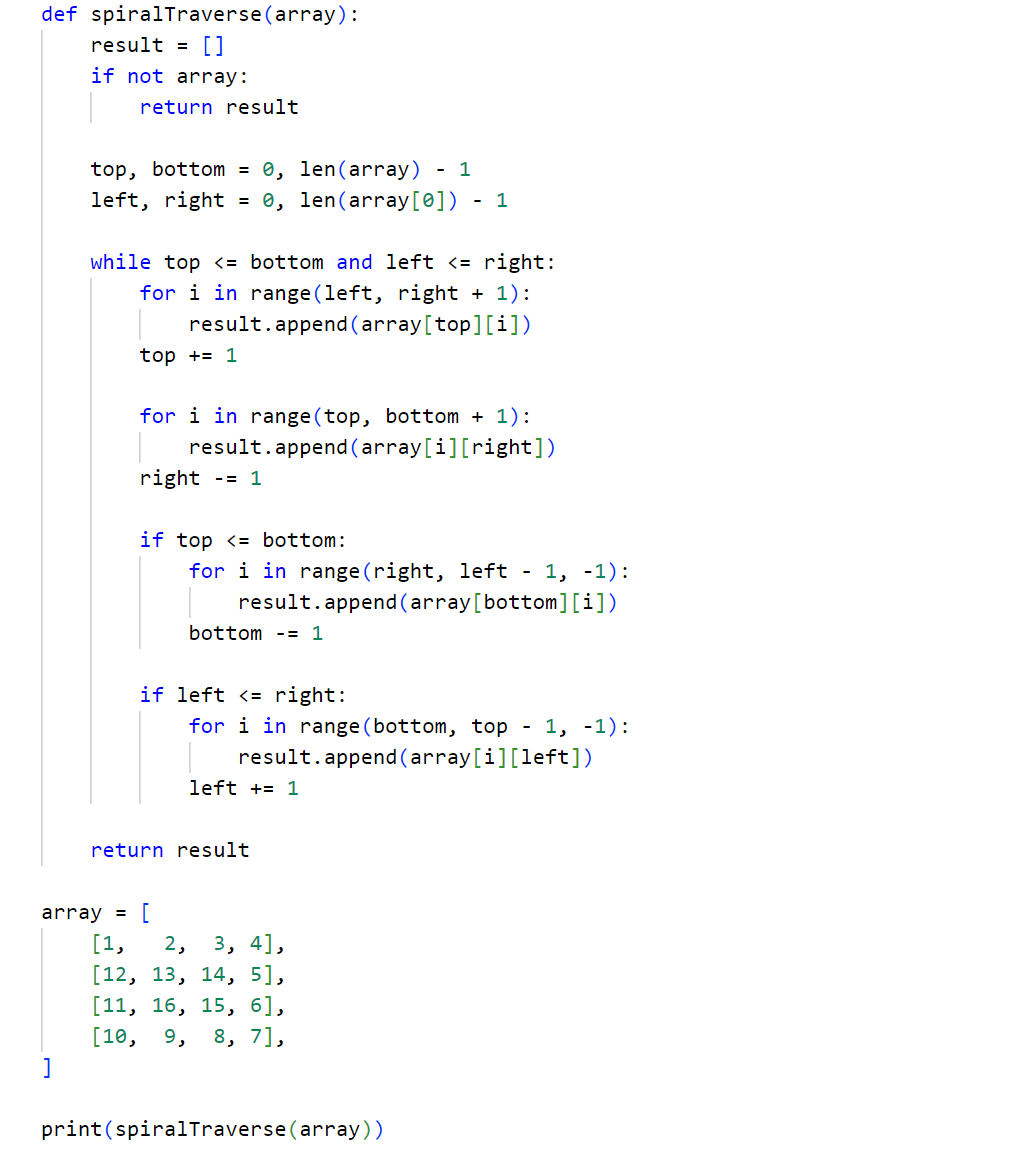 def spiralTraverse(array):
    result = []
    if not array:
        return result

    top, bottom = 0, len(array) - 1
    left, right = 0, len(array[0]) - 1

    while top <= bottom and left <= right:
        for i in range(left, right + 1):
            result.append(array[top][i])
        top += 1

        for i in range(top, bottom + 1):
            result.append(array[i][right])
        right -= 1

        if top <= bottom:
            for i in range(right, left - 1, -1):
                result.append(array[bottom][i])
            bottom -= 1

        if left <= right:
            for i in range(bottom, top - 1, -1):
                result.append(array[i][left])
            left += 1

    return result

array = [
    [1,   2,  3, 4],
    [12, 13, 14, 5],
    [11, 16, 15, 6],
    [10,  9,  8, 7],
]

print(spiralTraverse(array))